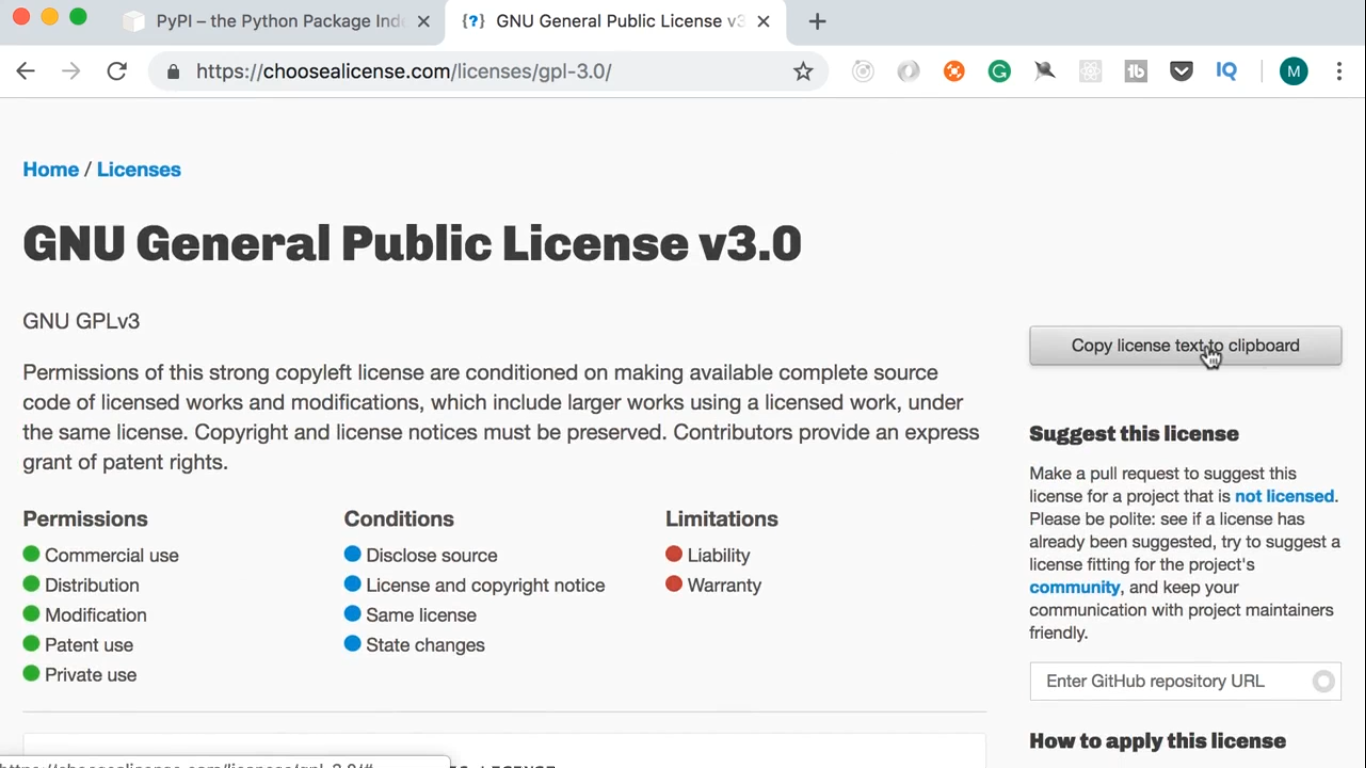 PyPI – the Python Package Ind
{?} GNU General Public License v3
https://choosealicense.com/licenses/gpl-3.0/
G
tb
IQ
M
Home / Licenses
GNU General Public License v3.0
GNU GPLv3
Permissions of this strong copyleft license are conditioned on making available complete source
code of licensed works and modifications, which include larger works using a licensed work, under
the same license. Copyright and license notices must be preserved. Contributors provide an express
grant of patent rights.
Permissions
Commercial use
Distribution
Modification
Patent use
Private use
Conditions
Disclose source
License and copyright notice
Same license
State changes
Limitations
Liability
Warranty
Copy license text to clipboard
Suggest this license
Make a pull request to suggest this
license for a project that is not licensed.
Please be polite: see if a license has
already been suggested, try to suggest a
license fitting for the project's
community, and keep your
communication with project maintainers
friendly.
Enter GitHub repository URL
How to apply this license